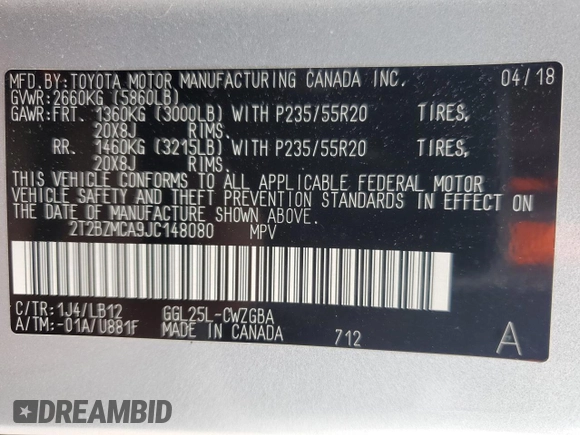 MFD.BY:TOYOTA MOTOR MANUFACTURING CANADA INC. 04/18
GVWR:2660KG (5860LB)
GAWR:FRT. 1360KG (3000LB) WITH P235/55R20 TIRES,
20X8J RIMS.
RR. 1460KG (3215LB) WITH P235/55R20 TIRES,
20X8J RIMS.
THIS VEHICLE CONFORMS TO ALL APPLICABLE FEDERAL MOTOR
VEHICLE SAFETY AND THEFT PREVENTION STANDARDS IN EFFECT ON
THE DATE OF MANUFACTURE SHOWN ABOVE.
2T2BZMCA9JC148080 MPV
C/TR:1J4/LB12 GGL25L-CWZGBA
A/TM:-01A/U881F MADE IN CANADA 712 A
DREAMBID